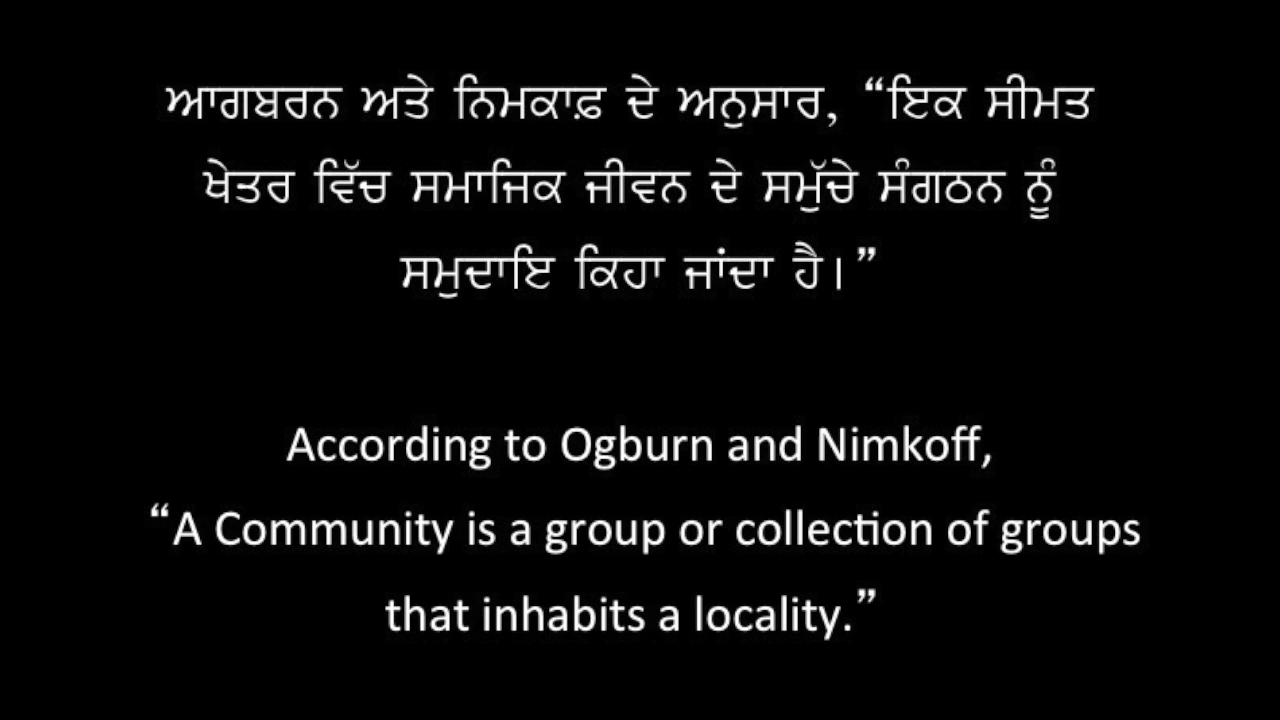 ਆਗਬਰਨ ਅਤੇ ਨਿਮਕਾਫ਼ ਦੇ ਅਨੁਸਾਰ, “ਇਕ ਸੀਮਤ
ਖੇਤਰ ਵਿੱਚ ਸਮਾਜਿਕ ਜੀਵਨ ਦੇ ਸਮੁੱਚੇ ਸੰਗਠਨ ਨੂੰ
ਸਮੁਦਾਇ ਕਿਹਾ ਜਾਂਦਾ ਹੈ।”
According to Ogburn and Nimkoff,
“A Community is a group or collection of groups
that inhabits a locality.”